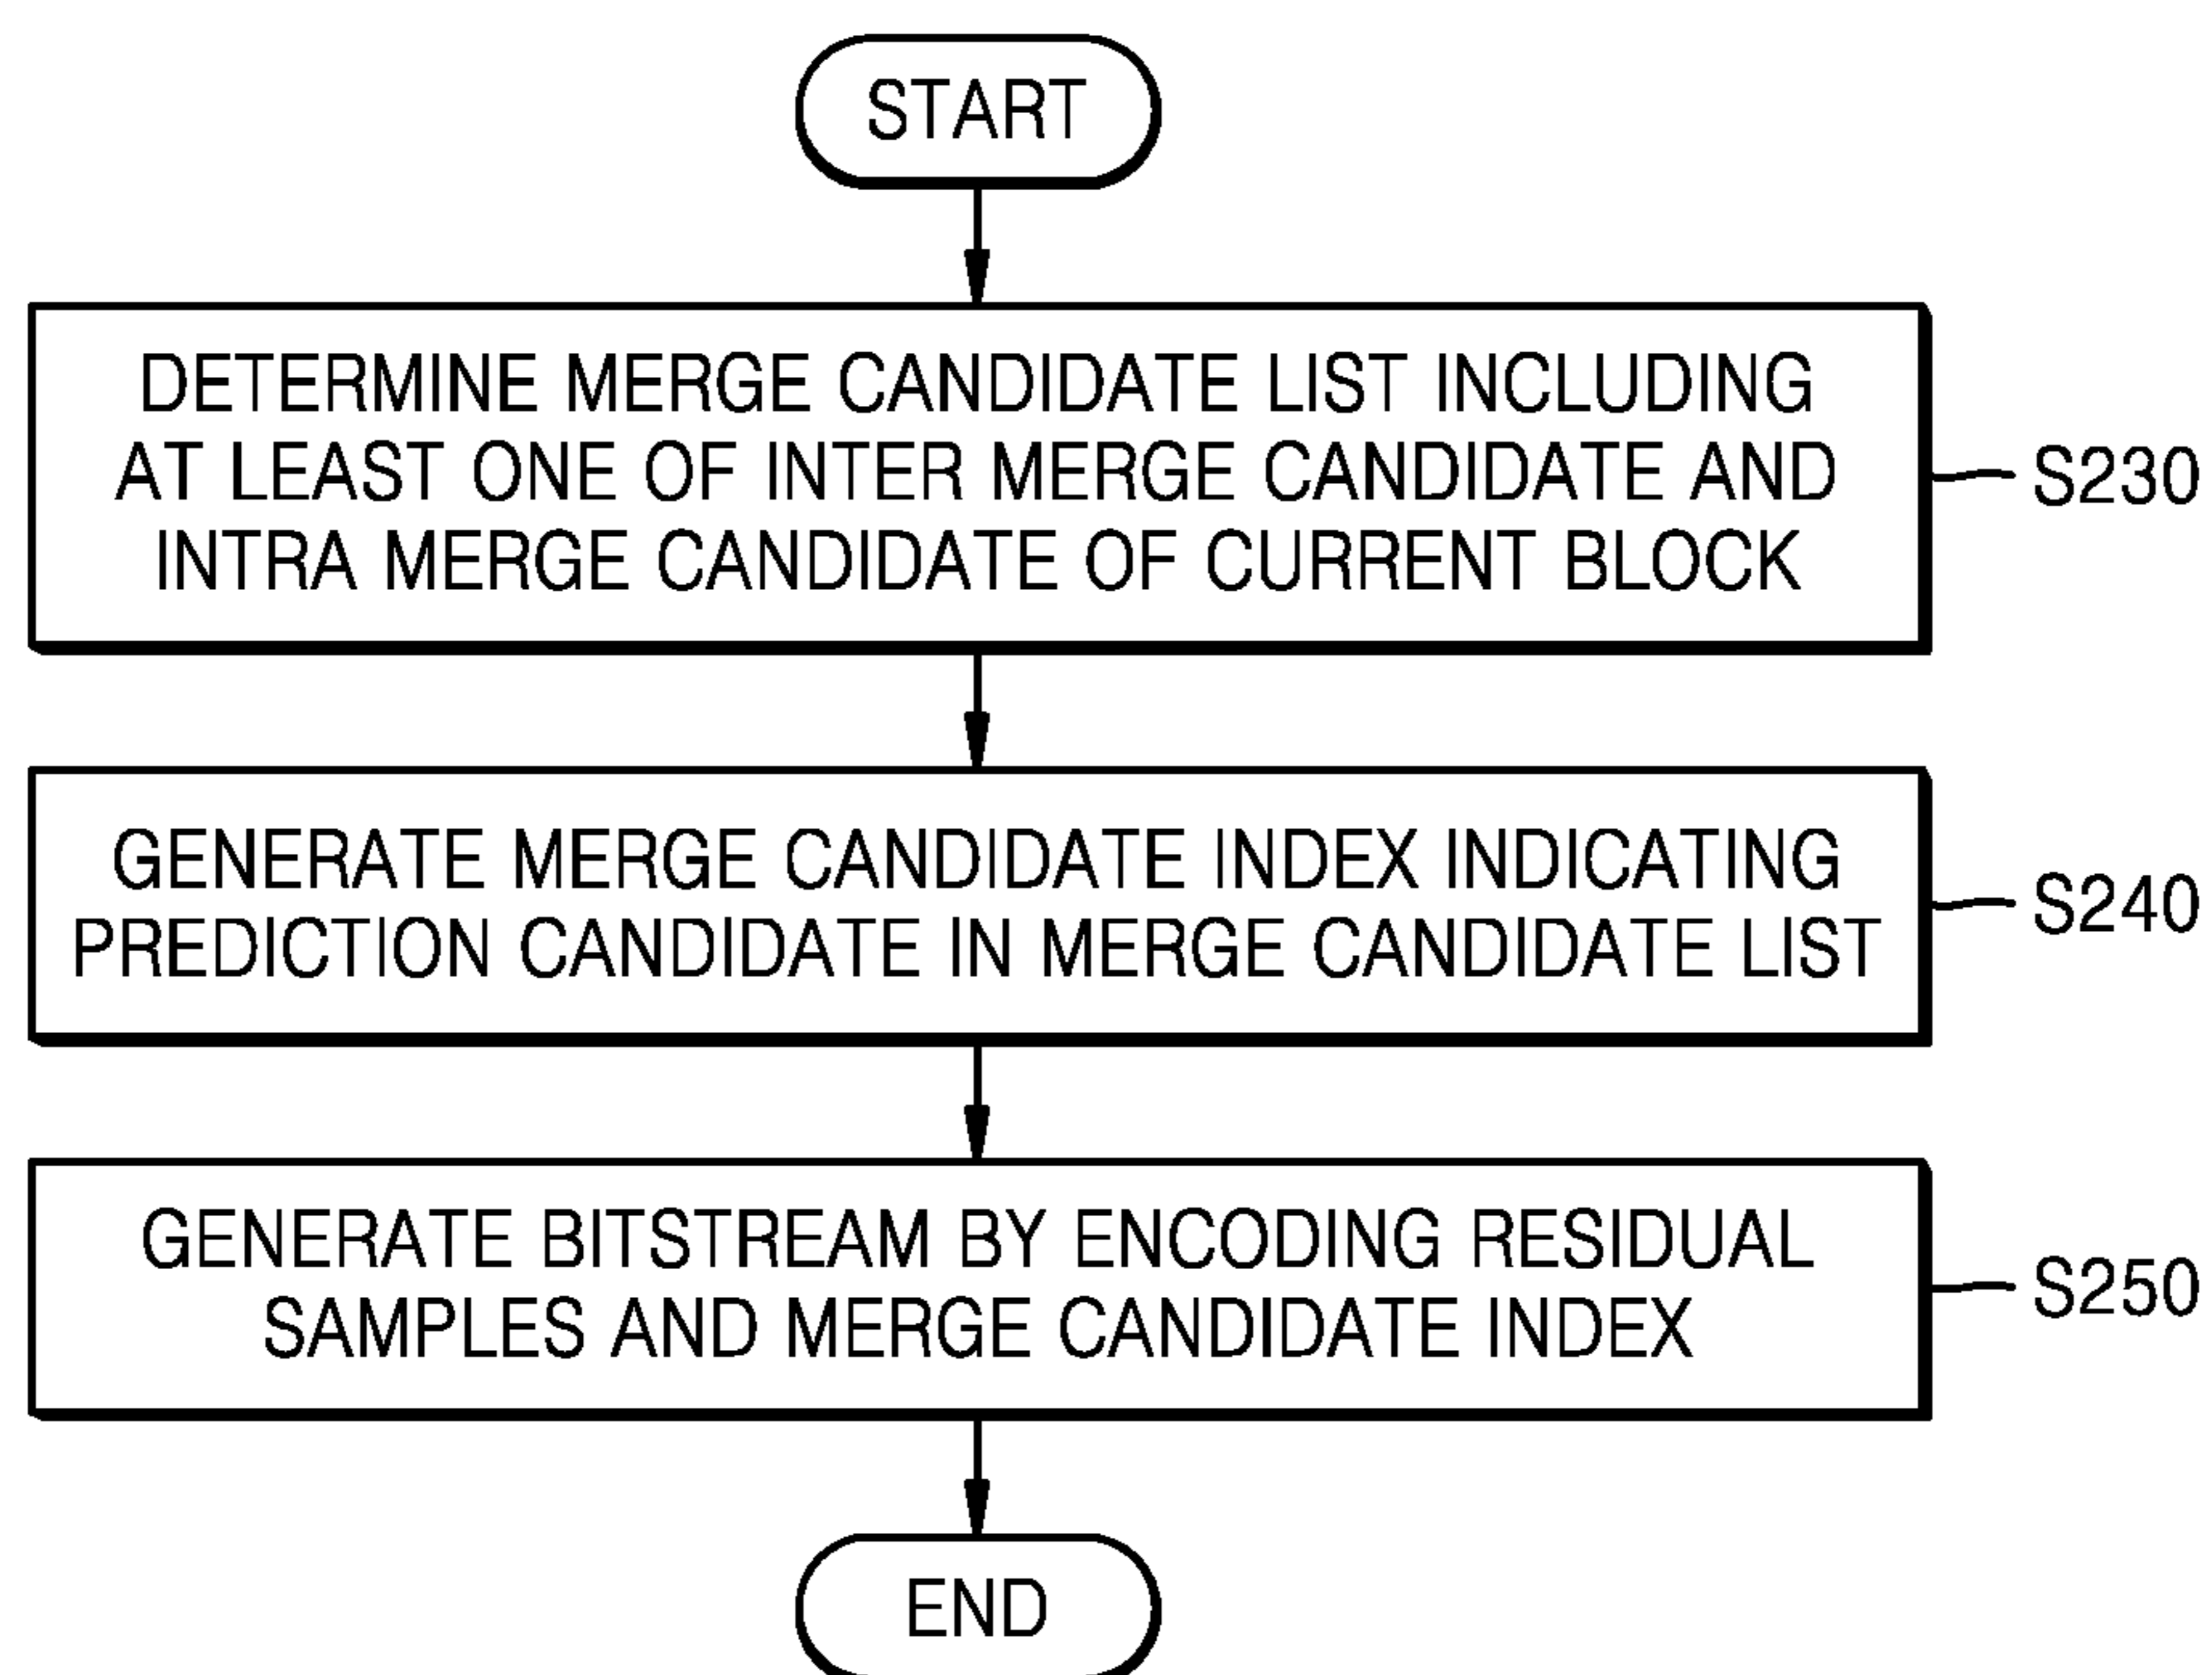 START
DETERMINE MERGE CANDIDATE LIST INCLUDING
AT LEAST ONE OF INTER MERGE CANDIDATE AND
INTRA MERGE CANDIDATE OF CURRENT BLOCK
S230
GENERATE MERGE CANDIDATE INDEX INDICATING
PREDICTION CANDIDATE IN MERGE CANDIDATE LIST
S240
GENERATE BITSTREAM BY ENCODING RESIDUAL
SAMPLES AND MERGE CANDIDATE INDEX
S250
END